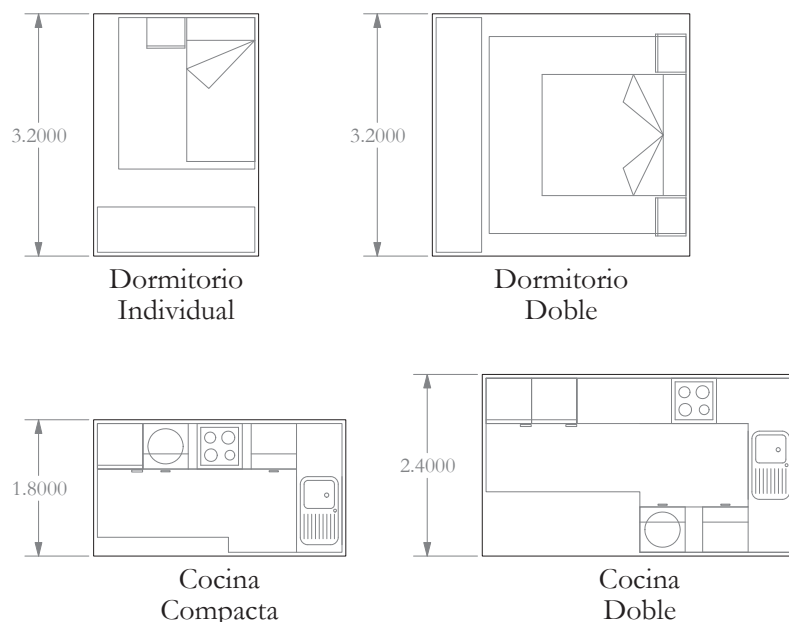 3.2000
3.2000
Dormitorio
Individual
Dormitorio
Doble
1.8000
2.4000
Cocina
Compacta
Cocina
Doble